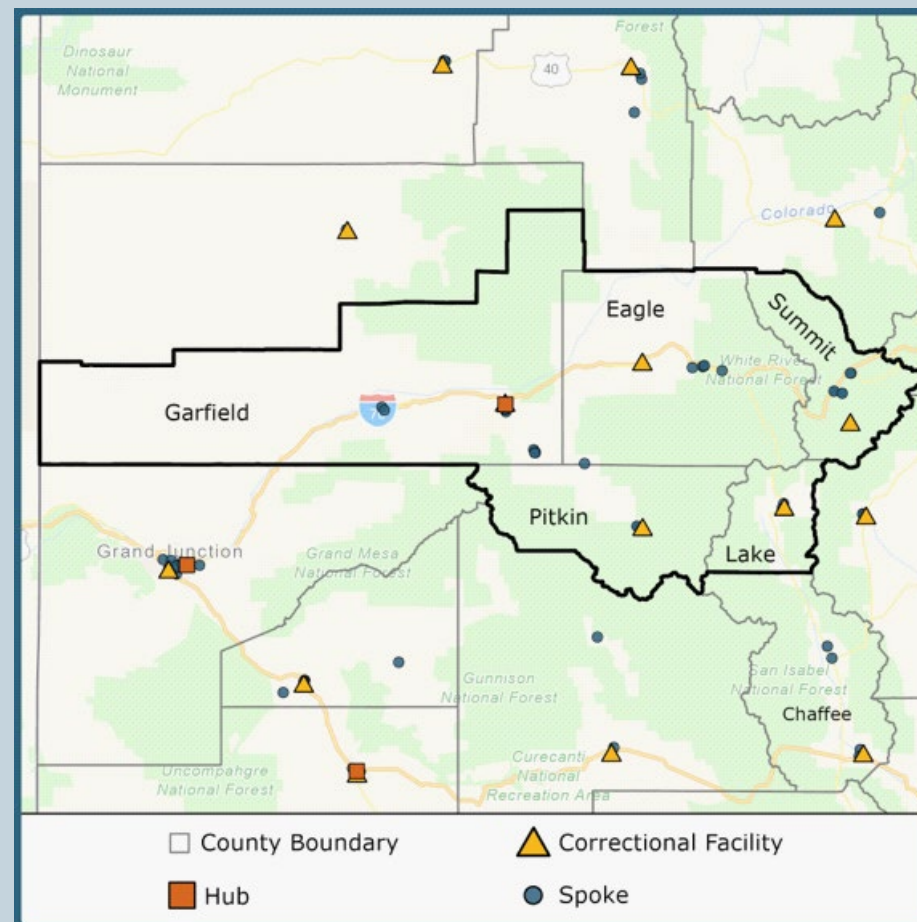 Dinosaur
National
Monument
Forest
40
Colorado
Eagle
Summit
White River
National Forest
Garfield
Pitkin
Lake
Grand Junction
Grand Mesa
National Forest
Gunnison
National Forest
San Isabel
National Forest
Chaffee
Uncompahgre
National Forest
Curecanti
National
Recreation Area
County Boundary
Correctional Facility
Hub
Spoke